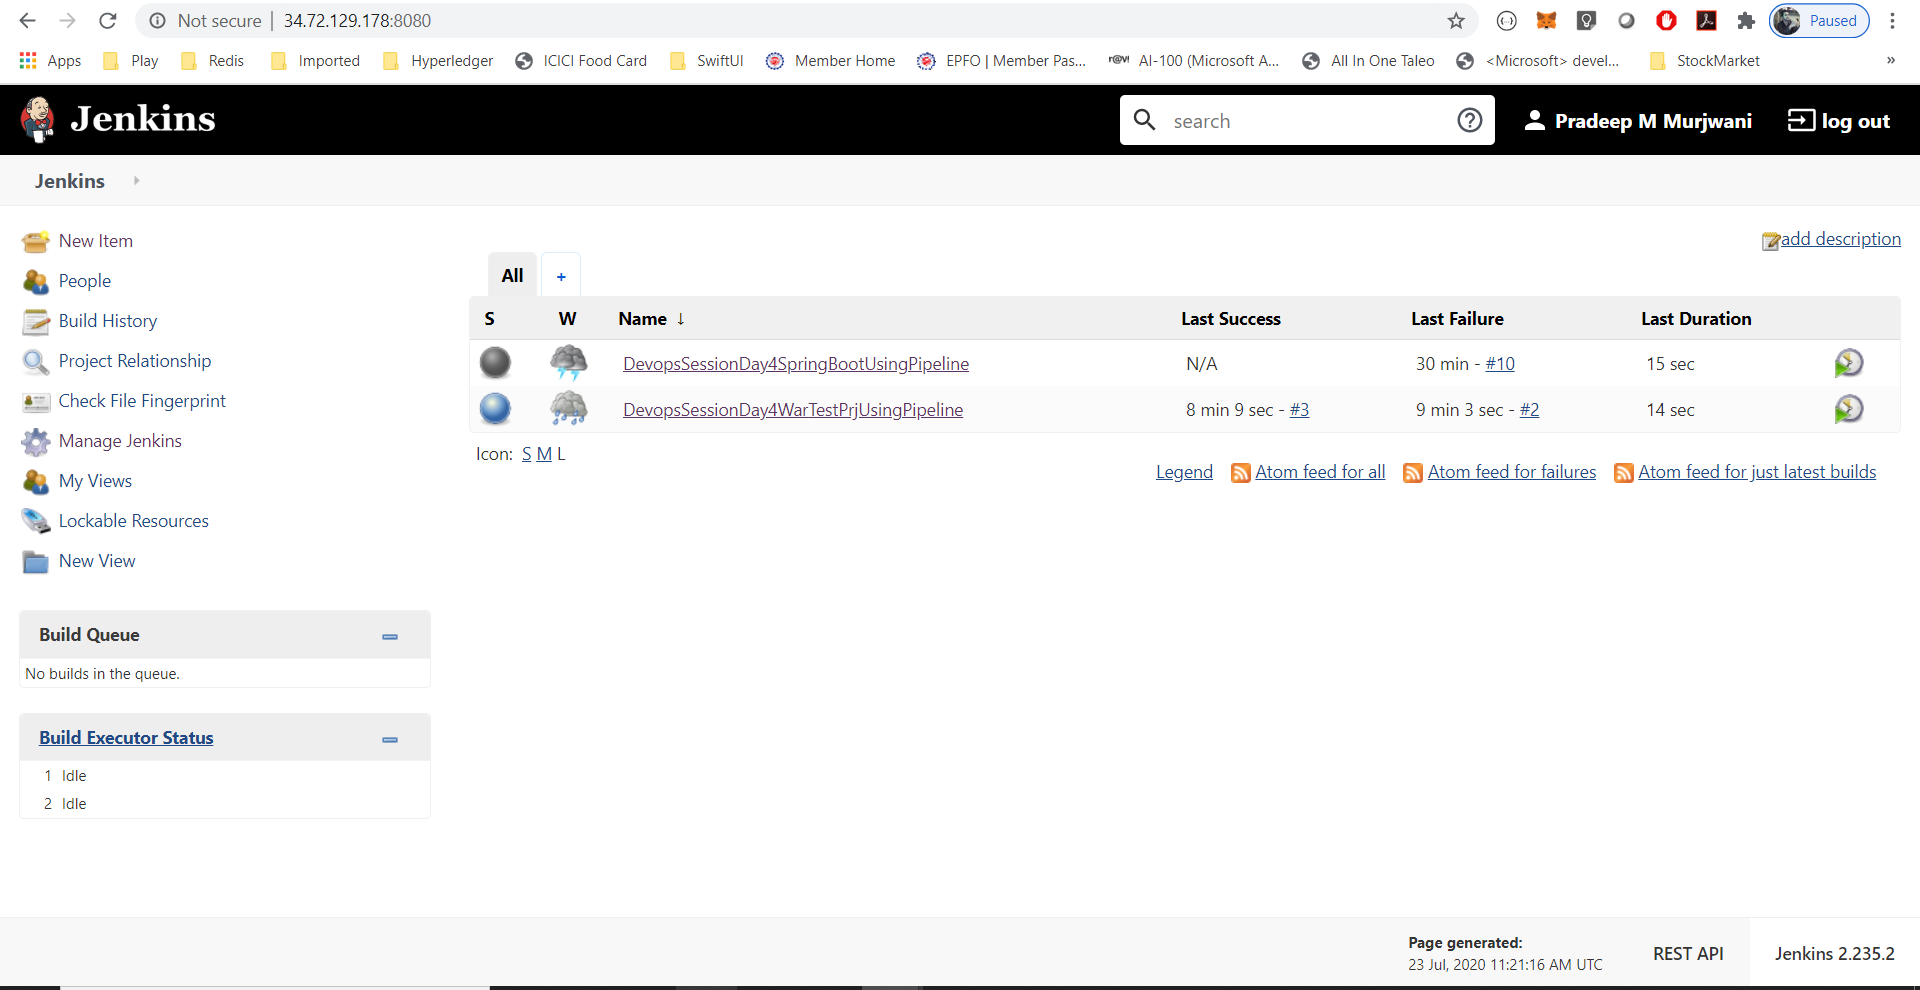 Not secure | 34.72.129.178:8080 Paused
Apps Play Redis Imported Hyperledger ICICI Food Card SwiftUI Member Home EPFO | Member Pas... r@v! AI-100 (Microsoft A... All In One Taleo <Microsoft> devel... StockMarket »
Jenkins search Pradeep M Murjwani log out
Jenkins
New Item
People
Build History
Project Relationship
Check File Fingerprint
Manage Jenkins
My Views
Lockable Resources
New View
add description
All +
S W Name ↓ Last Success Last Failure Last Duration
DevopsSessionDay4SpringBootUsingPipeline N/A 30 min - #10 15 sec
DevopsSessionDay4WarTestPrjUsingPipeline 8 min 9 sec - #3 9 min 3 sec - #2 14 sec
Icon: S M L
Legend Atom feed for all Atom feed for failures Atom feed for just latest builds
Build Queue
No builds in the queue.
Build Executor Status
1 Idle
2 Idle
Page generated:
23 Jul, 2020 11:21:16 AM UTC
REST API
Jenkins 2.235.2